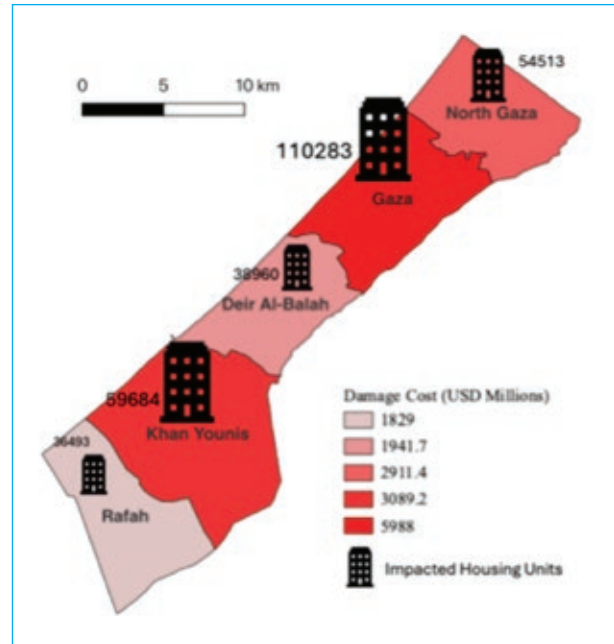 0 5 10 km
54513
North Gaza
110283
Gaza
38960
Deir Al-Balah
59684
Khan Younis
36493
Rafah
Damage Cost (USD Millions)
1829
1941.7
2911.4
3089.2
5988
Impacted Housing Units